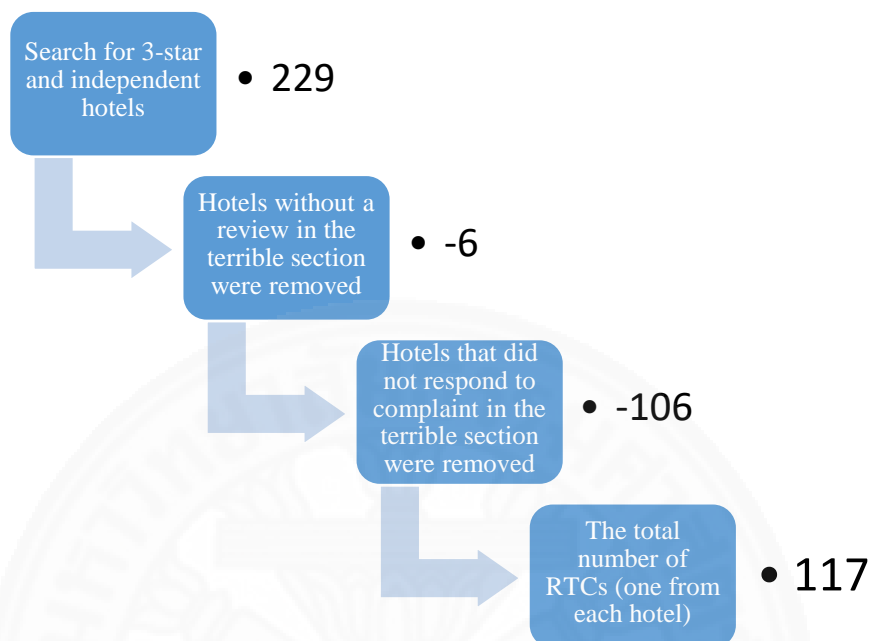 Search for 3-star
and independent
hotels
• 229
Hotels without a
review in the
terrible section
were removed
• -6
Hotels that did
not respond to
complaint in the
terrible section
were removed
• -106
The total
number of
RTCs (one from
each hotel)
• 117